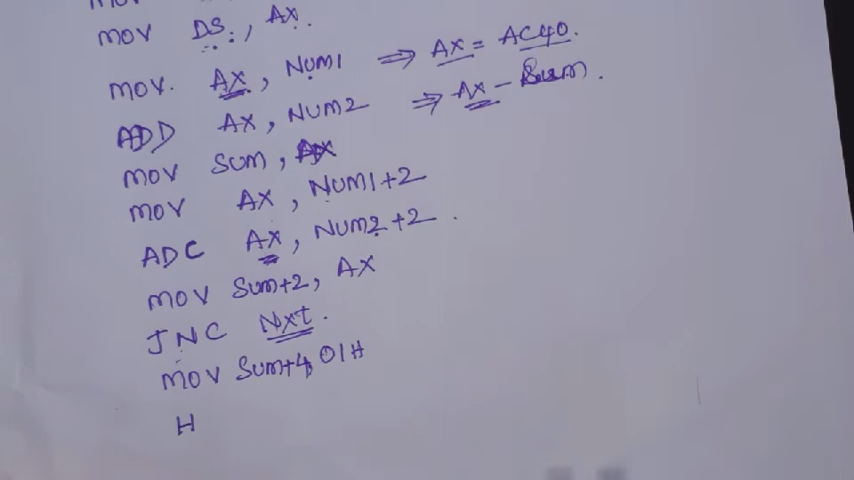 MOV
MOV DS, AX.
MOV. AX, NUM1 ⇒ AX = AC40.
ADD AX, NUM2 ⇒ AX - Sum.
MOV SUM, AX
MOV AX, NUM1+2
ADC AX, NUM2+2.
MOV Sum+2, AX
JNC Nxt.
MOV Sum+4, 01H
H